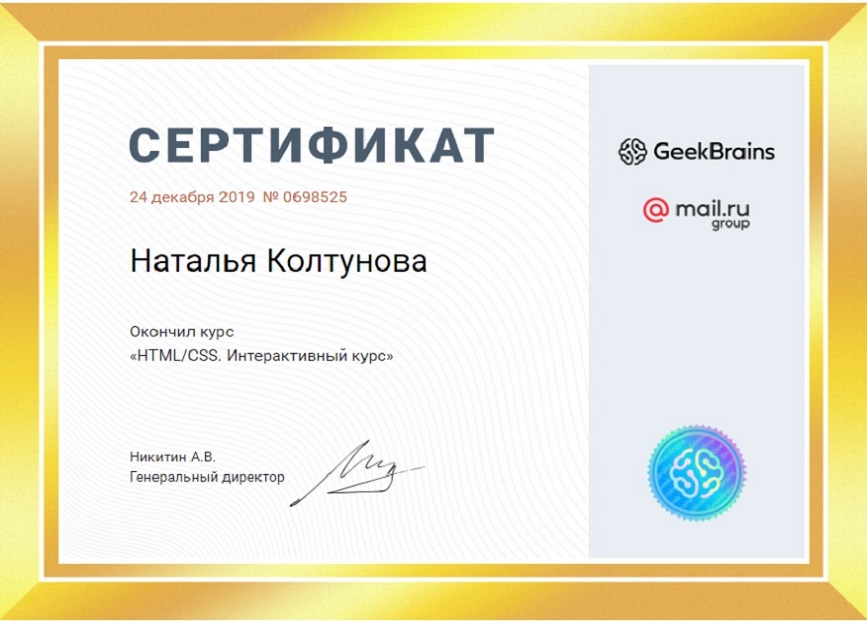 СЕРТИФИКАТ
24 декабря 2019 № 0698525
Наталья Колтунова
Окончил курс
«HTML/CSS. Интерактивный курс»
Никитин А.В.
Генеральный директор
GeekBrains
@mail.ru
group